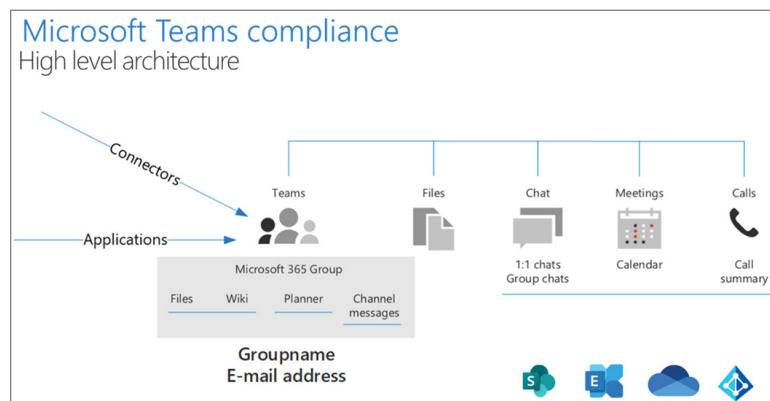 Microsoft Teams compliance
High level architecture
Connectors
Applications
Teams
Files
Chat
Meetings
Calls
Microsoft 365 Group
Files
Wiki
Planner
Channel
messages
1:1 chats
Group chats
Calendar
Call
summary
Groupname
E-mail address
S
E